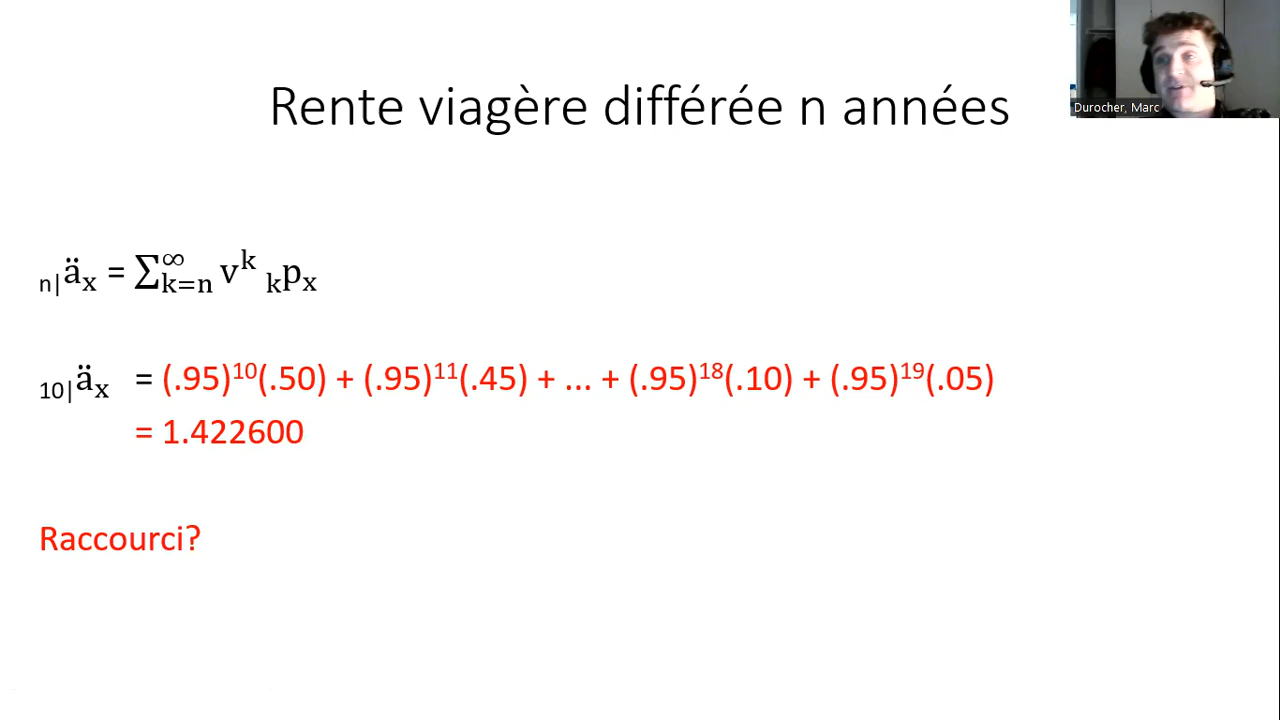 Rente viagère différée n années
Durocher, Marc
n|äₓ = ∑ₖ₌ₙ^∞ vᵏ ₖpₓ
₁₀|äₓ = (.95)¹⁰(.50) + (.95)¹¹(.45) + ... + (.95)¹⁸(.10) + (.95)¹⁹(.05)
= 1.422600
Raccourci?